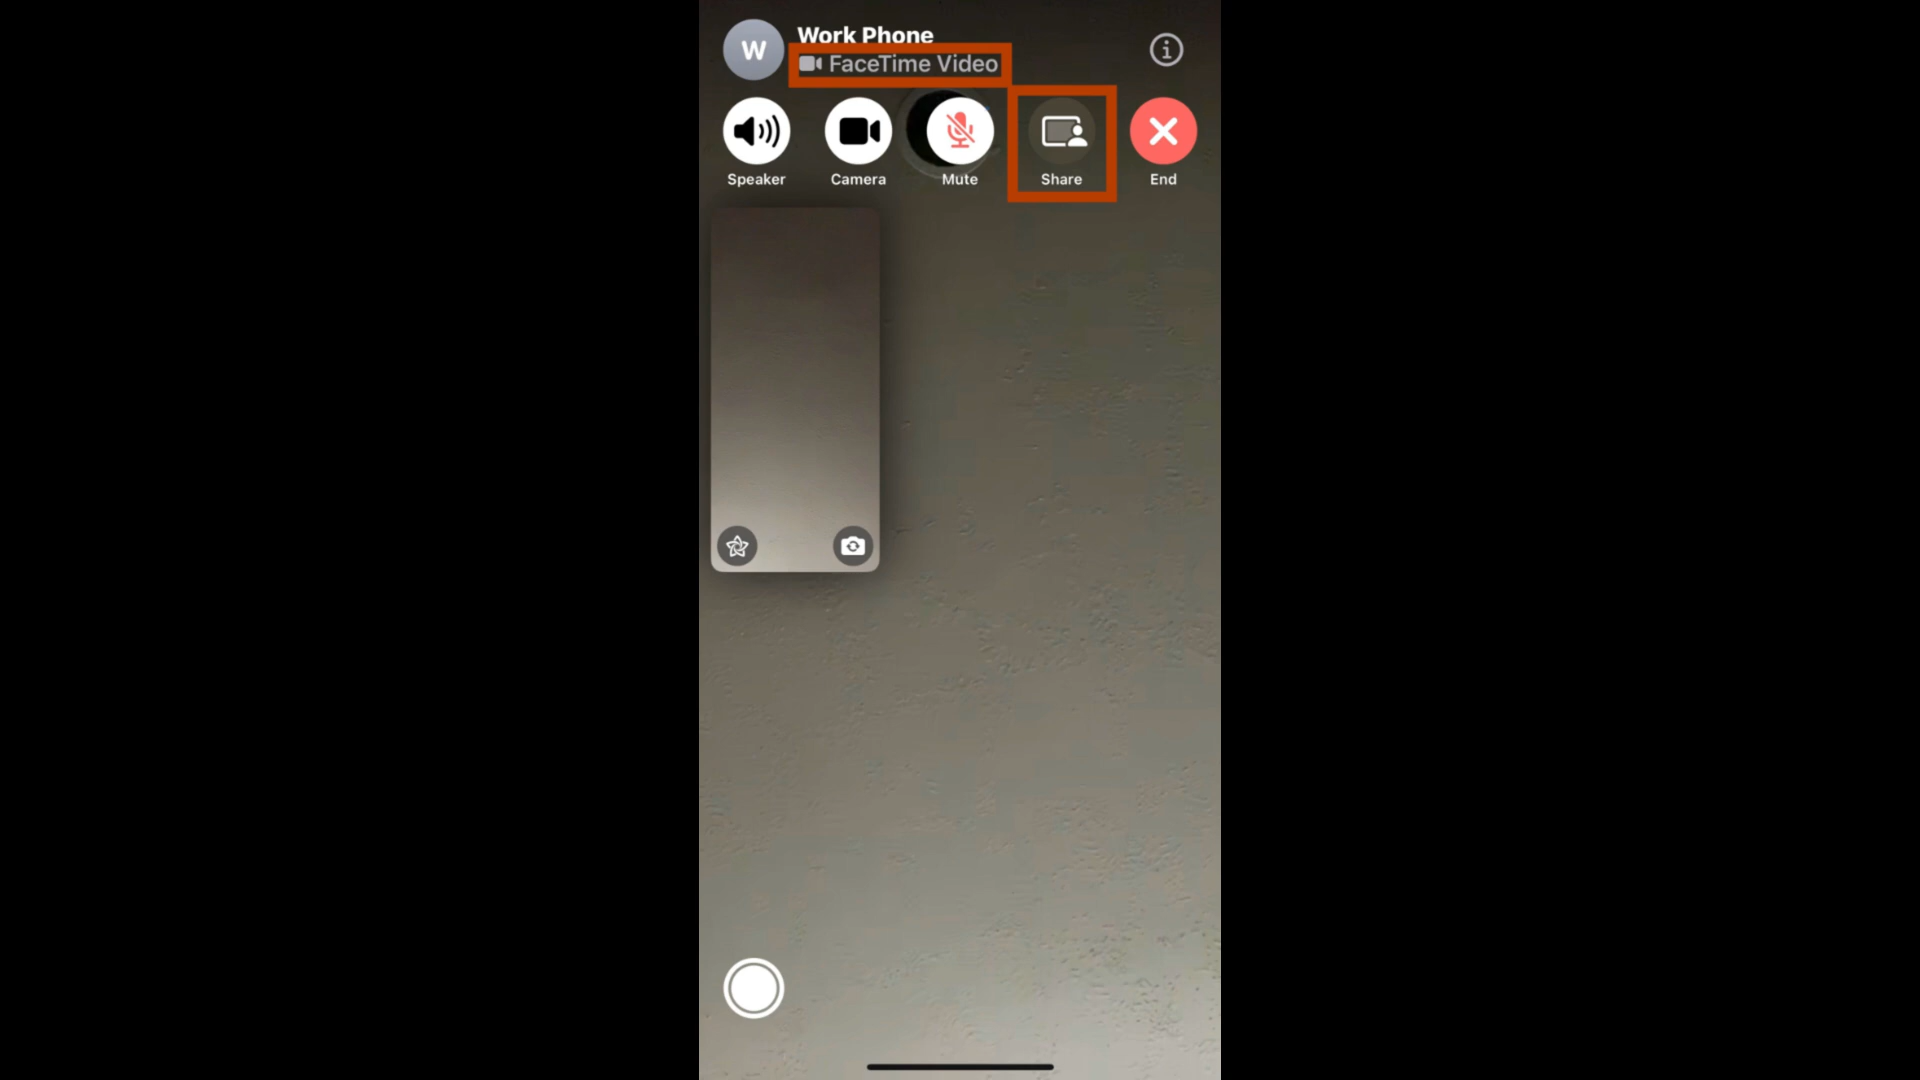 W
Work Phone
FaceTime Video
Speaker
Camera
Mute
Share
End